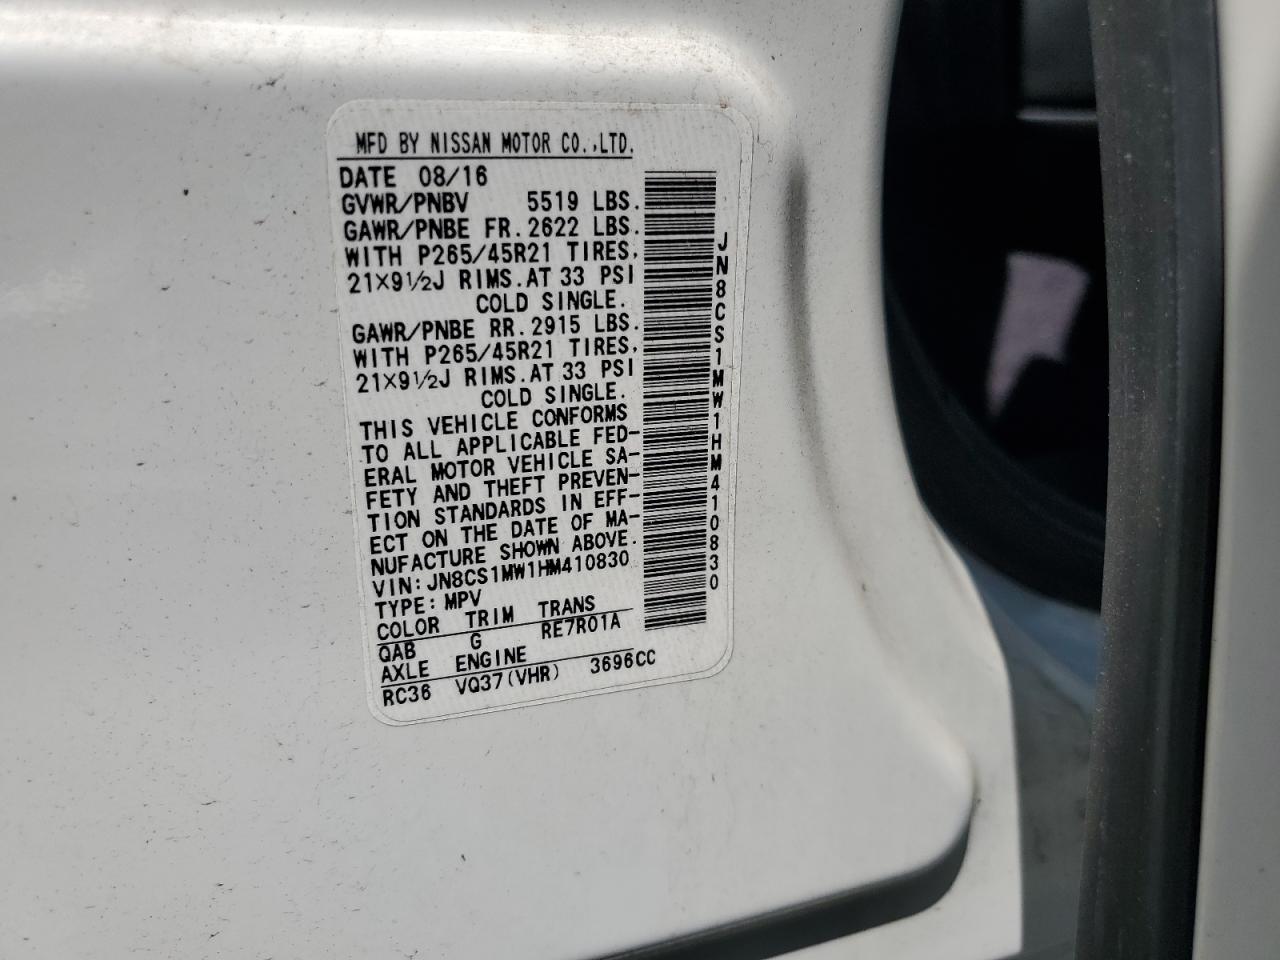 MFD BY NISSAN MOTOR CO.,LTD.
DATE 08/16
GVWR/PNBV 5519 LBS.
GAWR/PNBE FR. 2622 LBS.
WITH P265/45R21 TIRES,
21×9½J RIMS. AT 33 PSI
COLD SINGLE.
GAWR/PNBE RR. 2915 LBS.
WITH P265/45R21 TIRES,
21×9½J RIMS. AT 33 PSI
COLD SINGLE.
THIS VEHICLE CONFORMS
TO ALL APPLICABLE FED-
ERAL MOTOR VEHICLE SA-
FETY AND THEFT PREVEN-
TION STANDARDS IN EFF-
ECT ON THE DATE OF MA-
NUFACTURE SHOWN ABOVE.
VIN: JN8CS1MW1HM410830
TYPE: MPV
COLOR TRIM TRANS
QAB G RE7R01A
AXLE ENGINE
RC36 VQ37(VHR) 3696CC
JN8CS1MW1HM410830